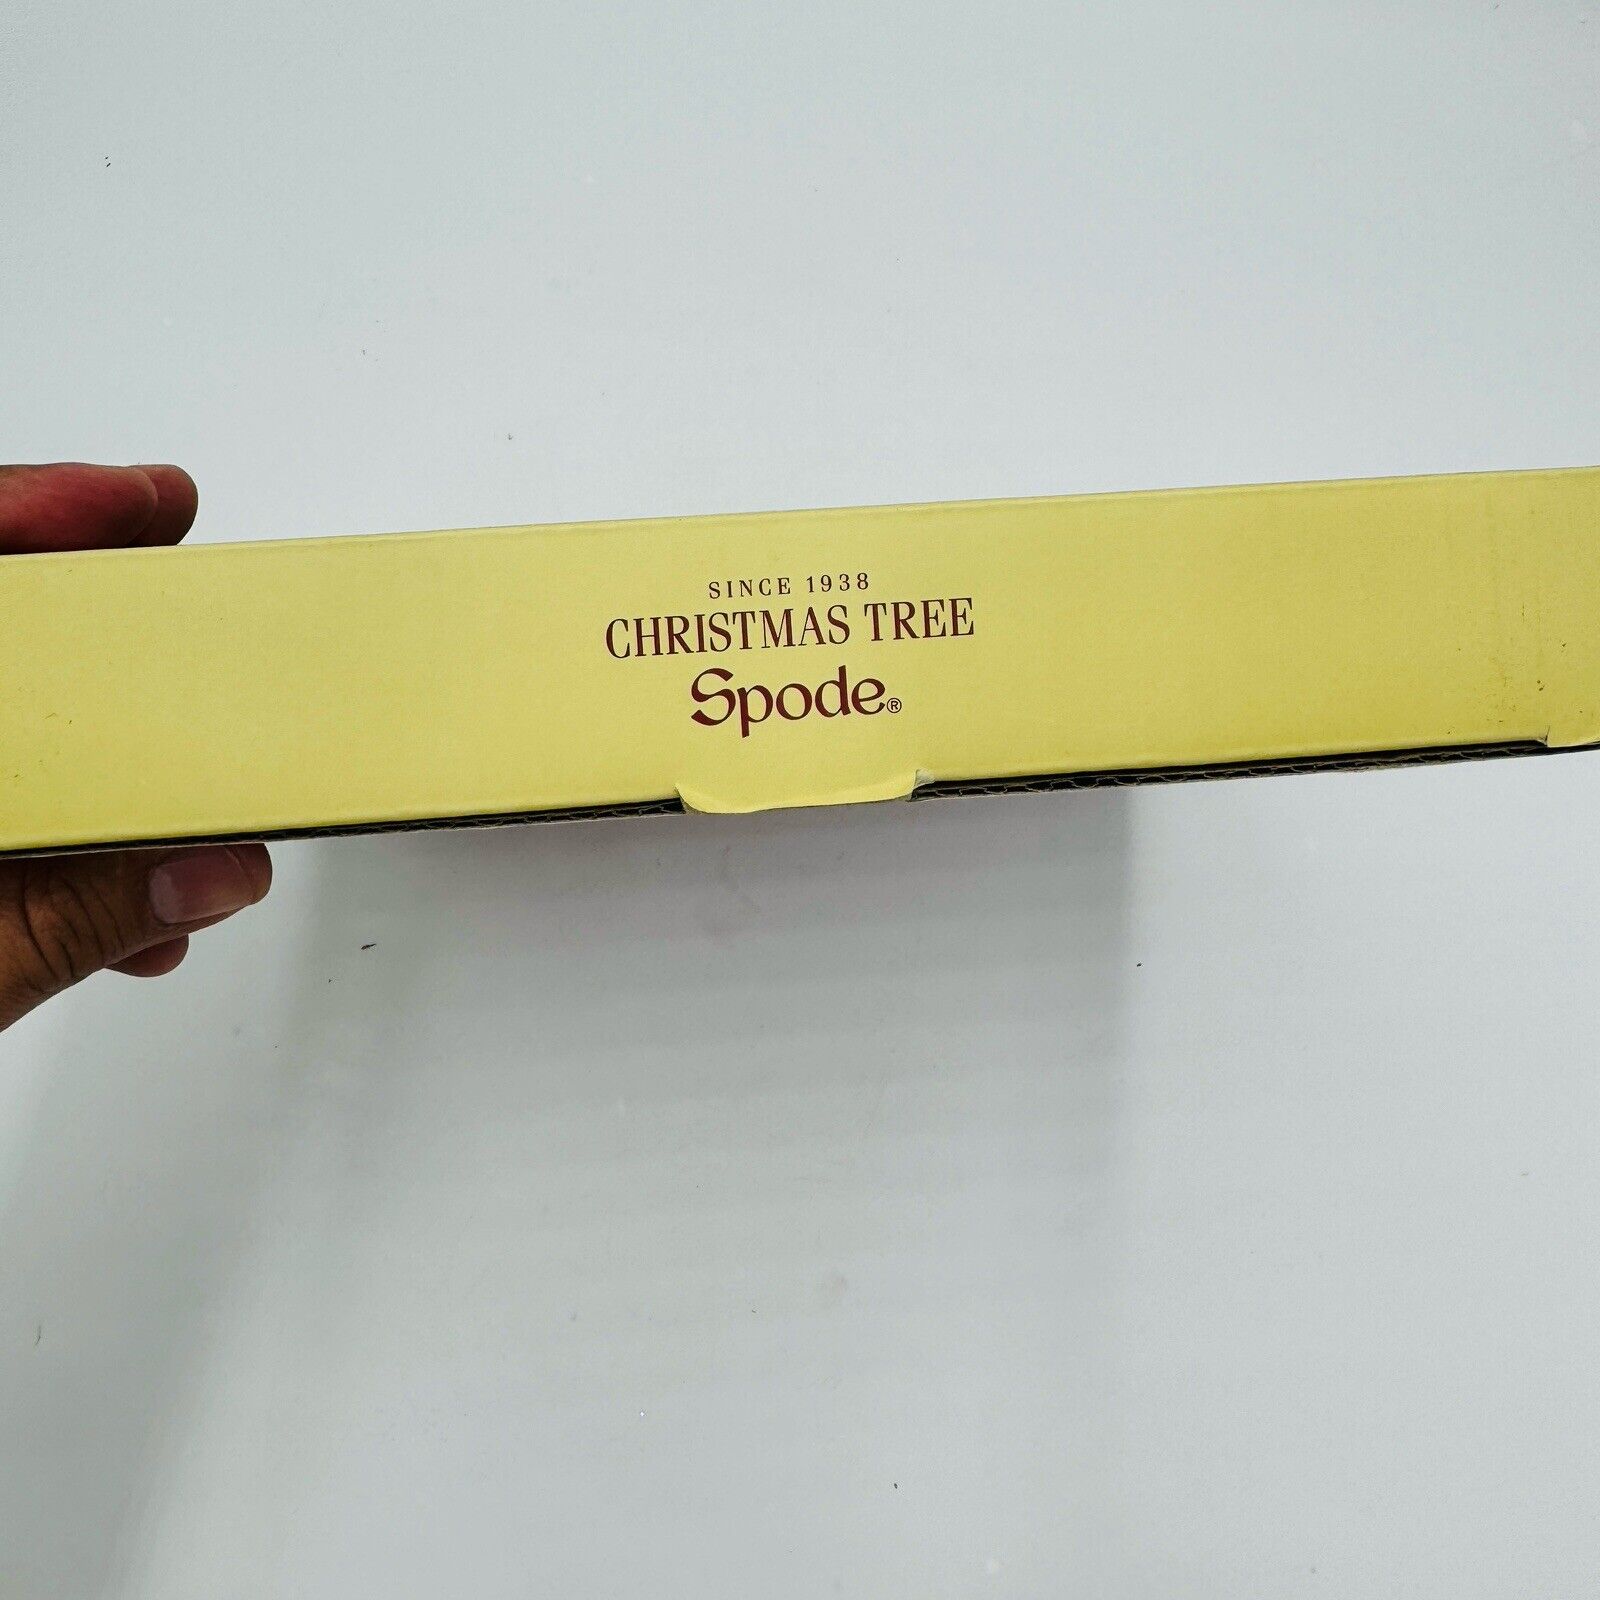 SINCE 1938
CHRISTMAS TREE
Spode®